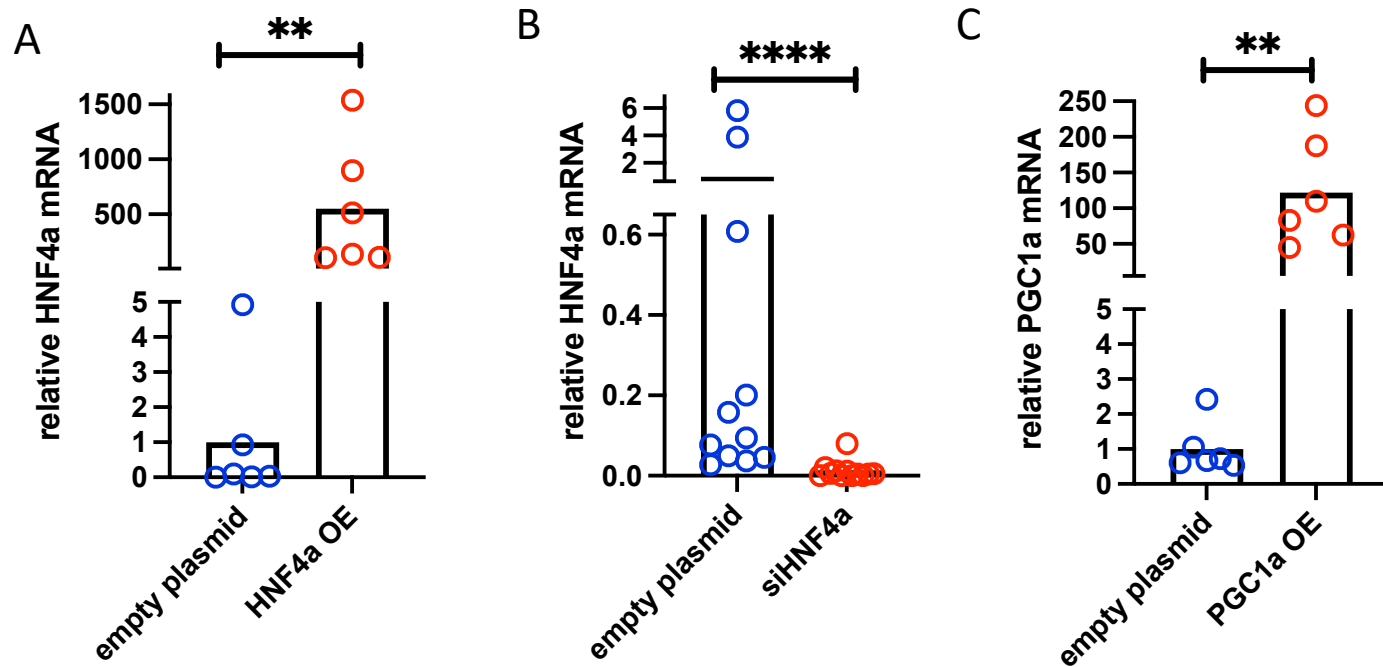 A
**
relative HNF4a mRNA
1500
1000
500
5
4
3
2
1
0
empty plasmid
HNF4a OE
B
****
relative HNF4a mRNA
6
4
2
0.6
0.4
0.2
0.0
empty plasmid
siHNF4a
C
**
relative PGC1a mRNA
250
200
150
100
50
5
4
3
2
1
0
empty plasmid
PGC1a OE